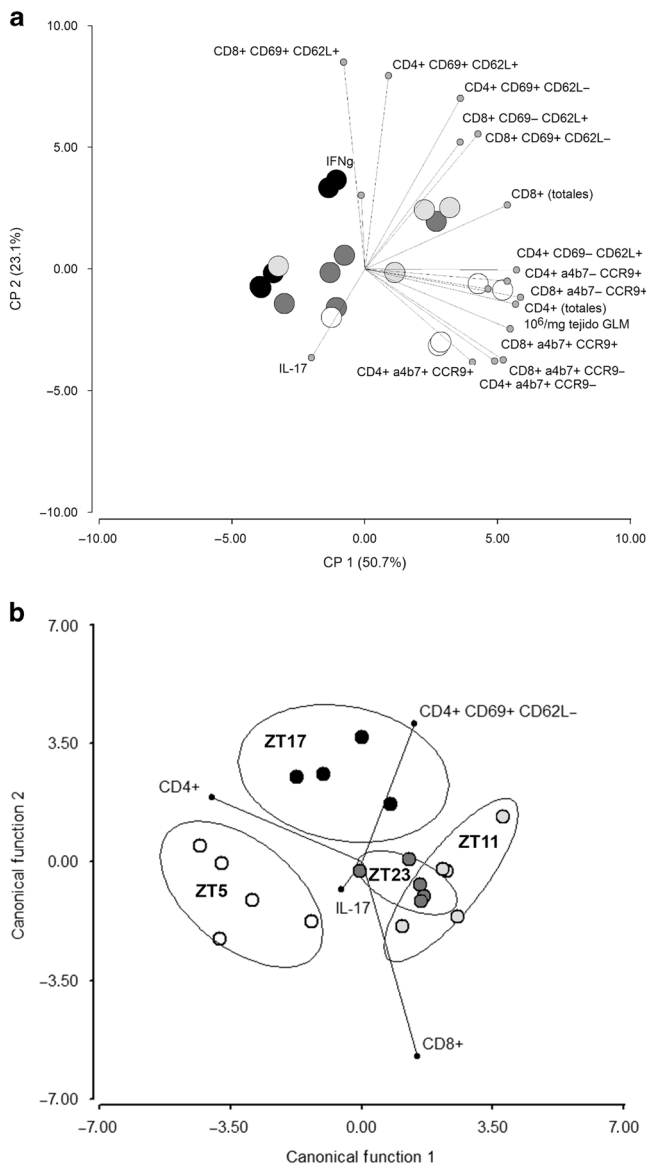 a
10.00
CD8+ CD69+ CD62L+
CD4+ CD69+ CD62L+
CD4+ CD69+ CD62L–
CD8+ CD69– CD62L+
5.00
CD8+ CD69+ CD62L–
IFNg
CD8+ (totales)
CP 2 (23.1%)
0.00
CD4+ CD69– CD62L+
CD4+ a4b7– CCR9+
CD8+ a4b7– CCR9+
CD4+ (totales)
10⁶/mg tejido GLM
CD8+ a4b7+ CCR9+
IL-17
CD4+ a4b7+ CCR9+
CD8+ a4b7+ CCR9–
CD4+ a4b7+ CCR9–
–5.00
–10.00
–10.00 –5.00 0.00 5.00 10.00
CP 1 (50.7%)
b
7.00
CD4+ CD69+ CD62L–
ZT17
3.50
CD4+
ZT11
Canonical function 2
0.00
ZT23
ZT5
IL-17
–3.50
CD8+
–7.00
–7.00 –3.50 0.00 3.50 7.00
Canonical function 1